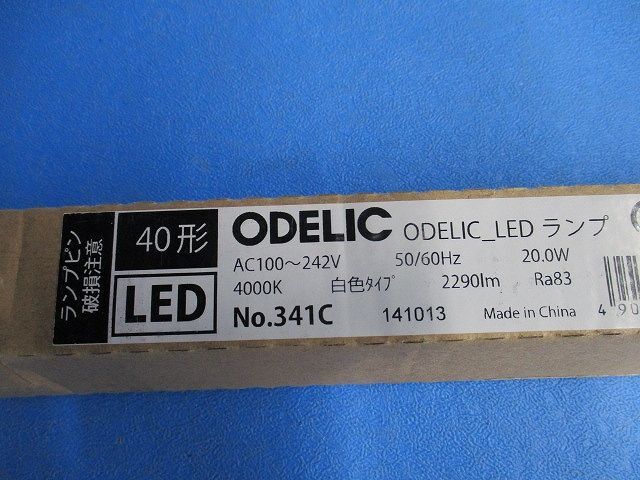 ランプピン
破損注意
40形
LED
ODELIC ODELIC_LED ランプ
AC100～242V 50/60Hz 20.0W
4000K 白色ﾀｲﾌﾟ 2290lm Ra83
No.341C 141013 Made in China
490